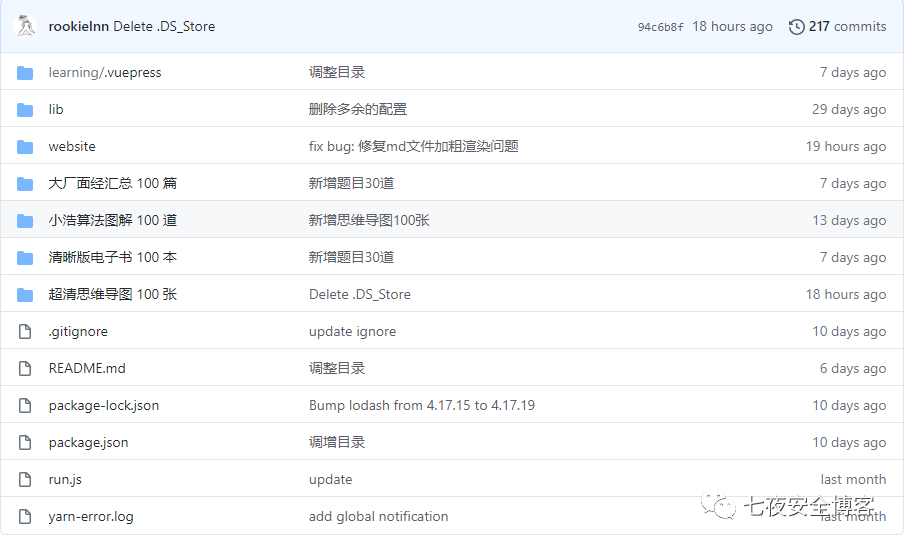 rookieInn Delete .DS_Store 94c6b8f 18 hours ago 217 commits
learning/.vuepress 调整目录 7 days ago
lib 删除多余的配置 29 days ago
website fix bug: 修复md文件加粗渲染问题 19 hours ago
大厂面经汇总 100 篇 新增题目30道 7 days ago
小浩算法图解 100 道 新增思维导图100张 13 days ago
清晰版电子书 100 本 新增题目30道 7 days ago
超清思维导图 100 张 Delete .DS_Store 18 hours ago
.gitignore update ignore 10 days ago
README.md 调整目录 6 days ago
package-lock.json Bump lodash from 4.17.15 to 4.17.19 10 days ago
package.json 调增目录 10 days ago
run.js update last month
yarn-error.log add global notification last month
七夜安全博客